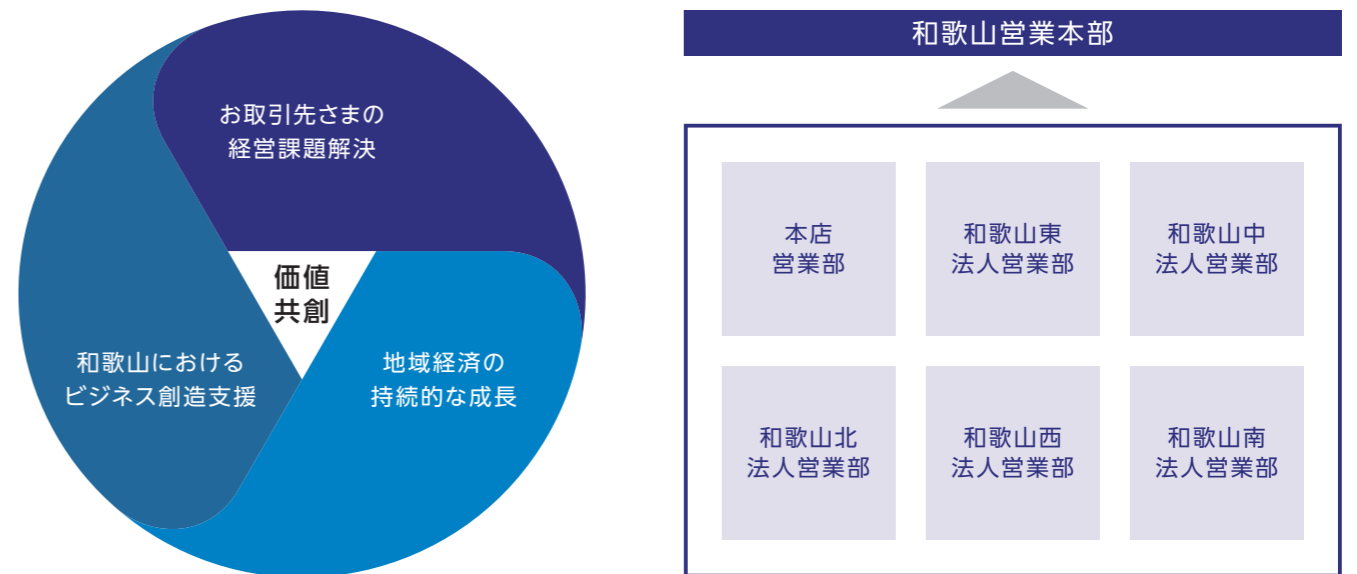 お取引先さまの
経営課題解決
価値
共創
和歌山における
ビジネス創造支援
地域経済の
持続的な成長
和歌山営業本部
本店
営業部
和歌山東
法人営業部
和歌山中
法人営業部
和歌山北
法人営業部
和歌山西
法人営業部
和歌山南
法人営業部